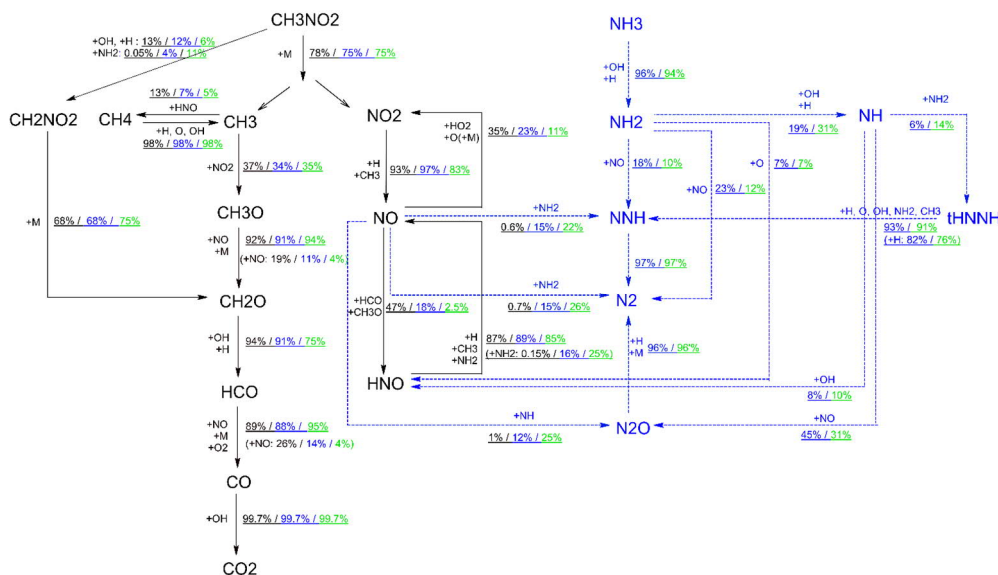 CH3NO2
NH3
+OH, +H : 13% / 12% / 6%
+NH2: 0.05% / 4% / 11%
+M
78% / 75% / 75%
+OH
+H
96% / 94%
13% / 7% / 5%
+HNO
CH2NO2
CH4
CH3
+H, O, OH
98% / 98% / 98%
NO2
+HO2
+O(+M)
35% / 23% / 11%
NH2
+OH
+H
19% / 31%
NH
+NH2
6% / 14%
+NO2
37% / 34% / 35%
+H
+CH3
93% / 97% / 83%
+NO
18% / 10%
+NO
23% / 12%
+O
7% / 7%
+M
68% / 68% / 75%
CH3O
NO
+NH2
0.6% / 15% / 22%
NNH
+H, O, OH, NH2, CH3
93% / 91%
(+H: 82% / 76%)
tHNNH
+NO
+M
92% / 91% / 94%
(+NO: 19% / 11% / 4%)
97% / 97%
CH2O
+HCO
+CH3O
47% / 18% / 2.5%
+NH2
0.7% / 15% / 26%
N2
+OH
+H
94% / 91% / 75%
+H
+CH3
+NH2
87% / 89% / 85%
(+NH2: 0.15% / 16% / 25%)
+H
+M
96% / 96%
HCO
HNO
+OH
8% / 10%
+NO
+M
+O2
89% / 88% / 95%
(+NO: 26% / 14% / 4%)
+NH
1% / 12% / 25%
N2O
+NO
45% / 31%
CO
+OH
99.7% / 99.7% / 99.7%
CO2